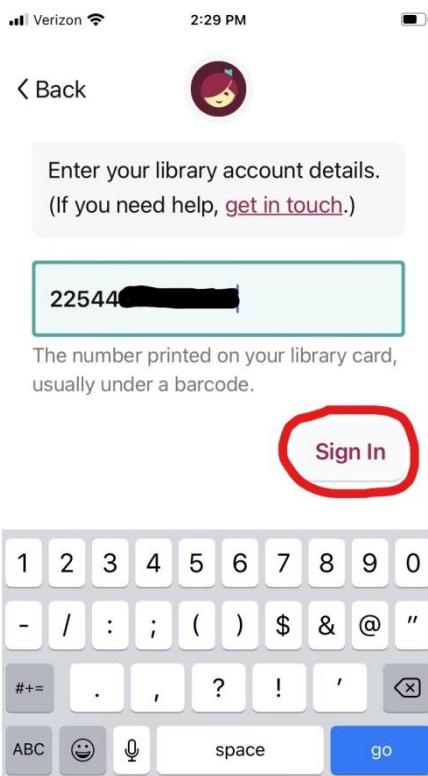 Verizon 2:29 PM
Back
Enter your library account details.
(If you need help, get in touch.)
22544
The number printed on your library card,
usually under a barcode.
Sign In
1 2 3 4 5 6 7 8 9 0
- / : ; ( ) $ & @ "
#+= . , ? ! '
ABC space go